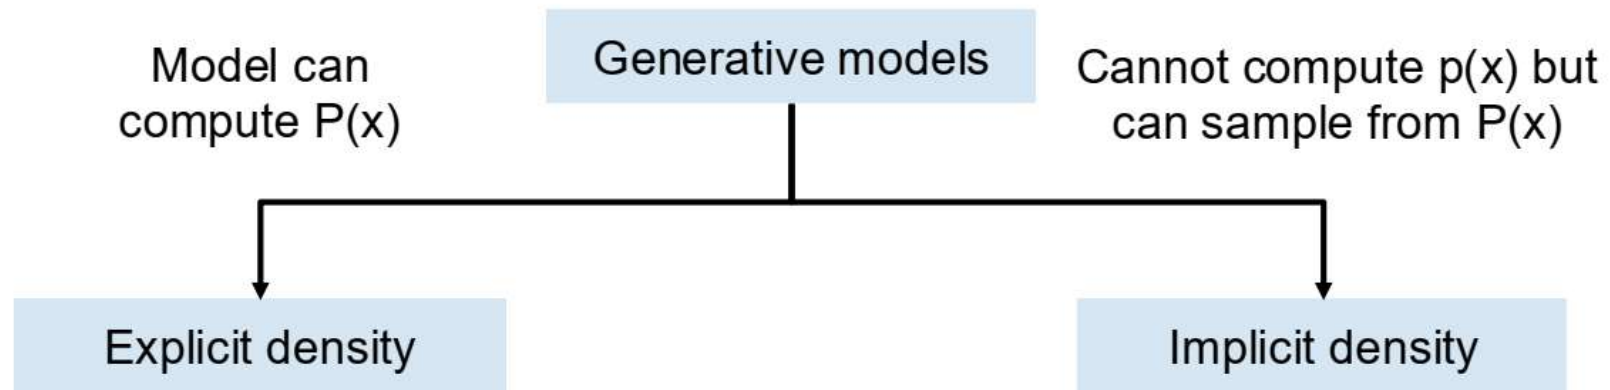 Generative models
Model can
compute P(x)
Cannot compute p(x) but
can sample from P(x)
Explicit density
Implicit density